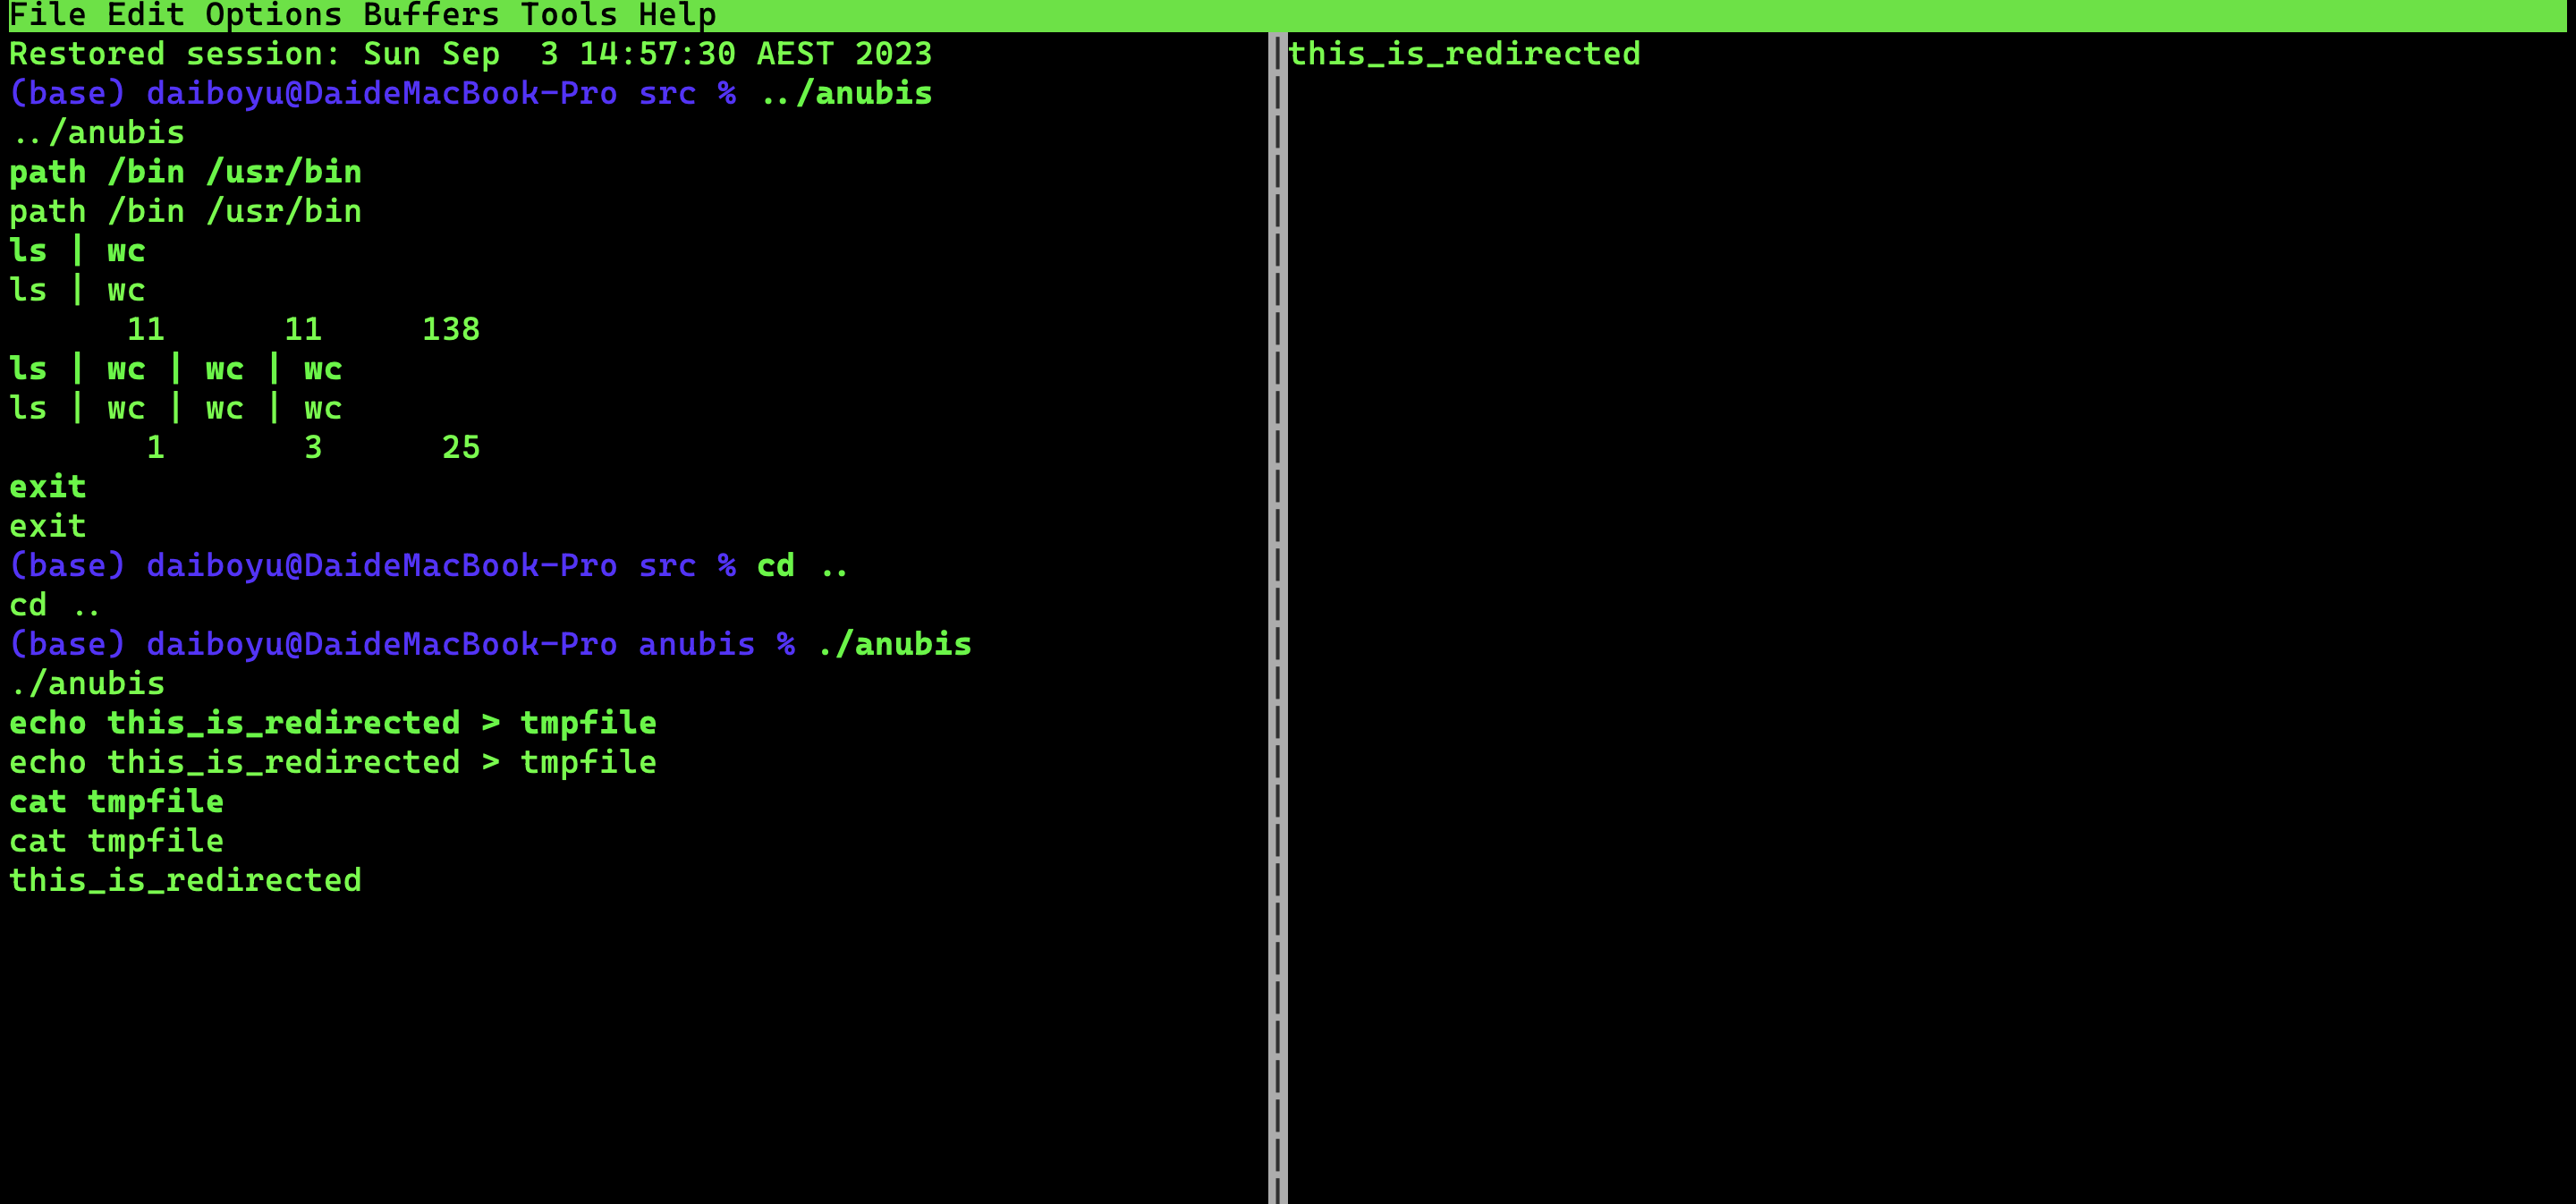 File Edit Options Buffers Tools Help
Restored session: Sun Sep  3 14:57:30 AEST 2023
(base) daiboyu@DaideMacBook-Pro src % ../anubis
../anubis
path /bin /usr/bin
path /bin /usr/bin
ls | wc
ls | wc
      11      11     138
ls | wc | wc | wc
ls | wc | wc | wc
       1       3      25
exit
exit
(base) daiboyu@DaideMacBook-Pro src % cd ..
cd ..
(base) daiboyu@DaideMacBook-Pro anubis % ./anubis
./anubis
echo this_is_redirected > tmpfile
echo this_is_redirected > tmpfile
cat tmpfile
cat tmpfile
this_is_redirected
this_is_redirected